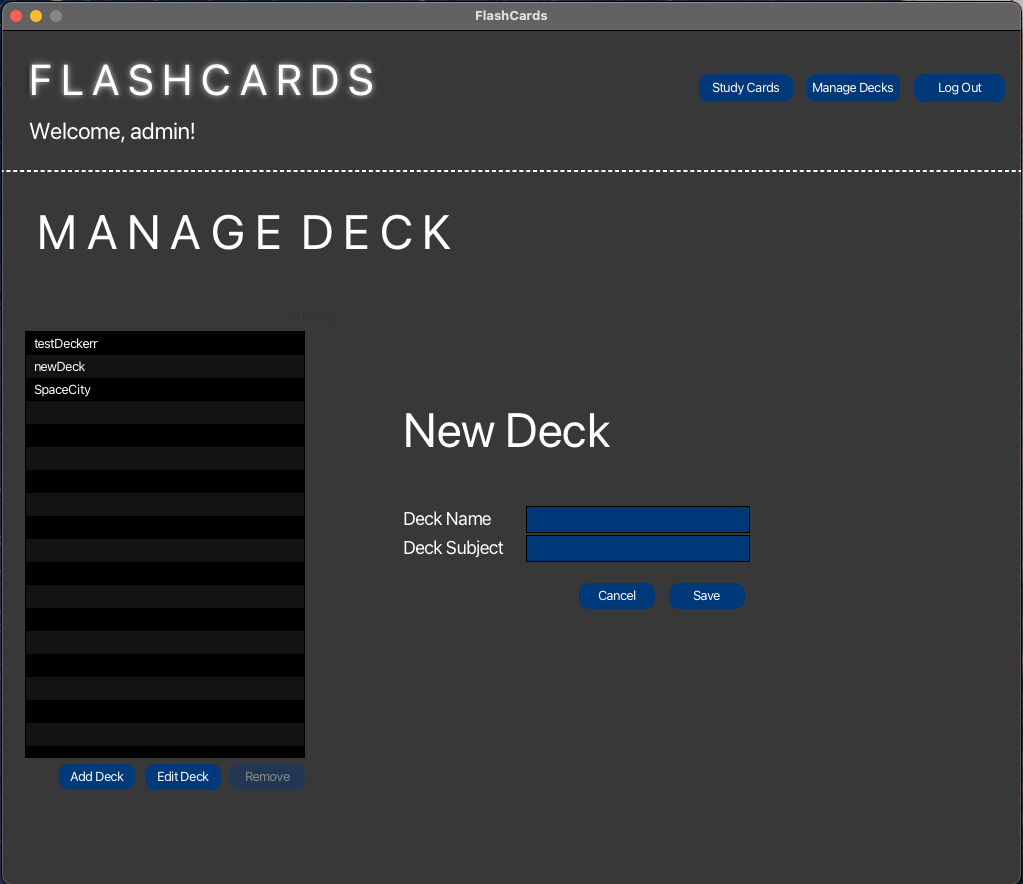 FlashCards
FLASHCARDS
Study Cards
Manage Decks
Log Out
Welcome, admin!
MANAGE DECK
testDeckerr
newDeck
SpaceCity
New Deck
Deck Name
Deck Subject
Cancel
Save
Add Deck
Edit Deck
Remove